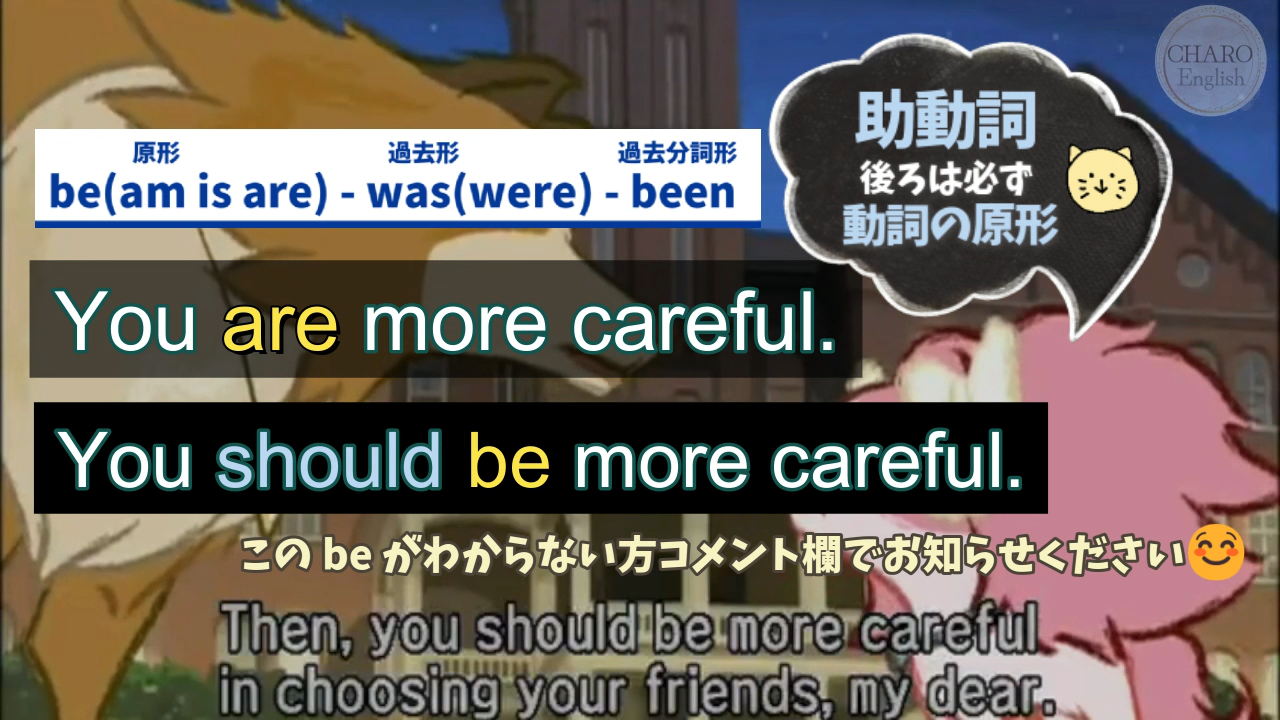 CHARO
English
助動詞
後ろは必ず
動詞の原形
原形 過去形 過去分詞形
be(am is are) - was(were) - been
You are more careful.
You should be more careful.
この be がわからない方コメント欄でお知らせください😊
Then, you should be more careful
in choosing your friends, my dear.